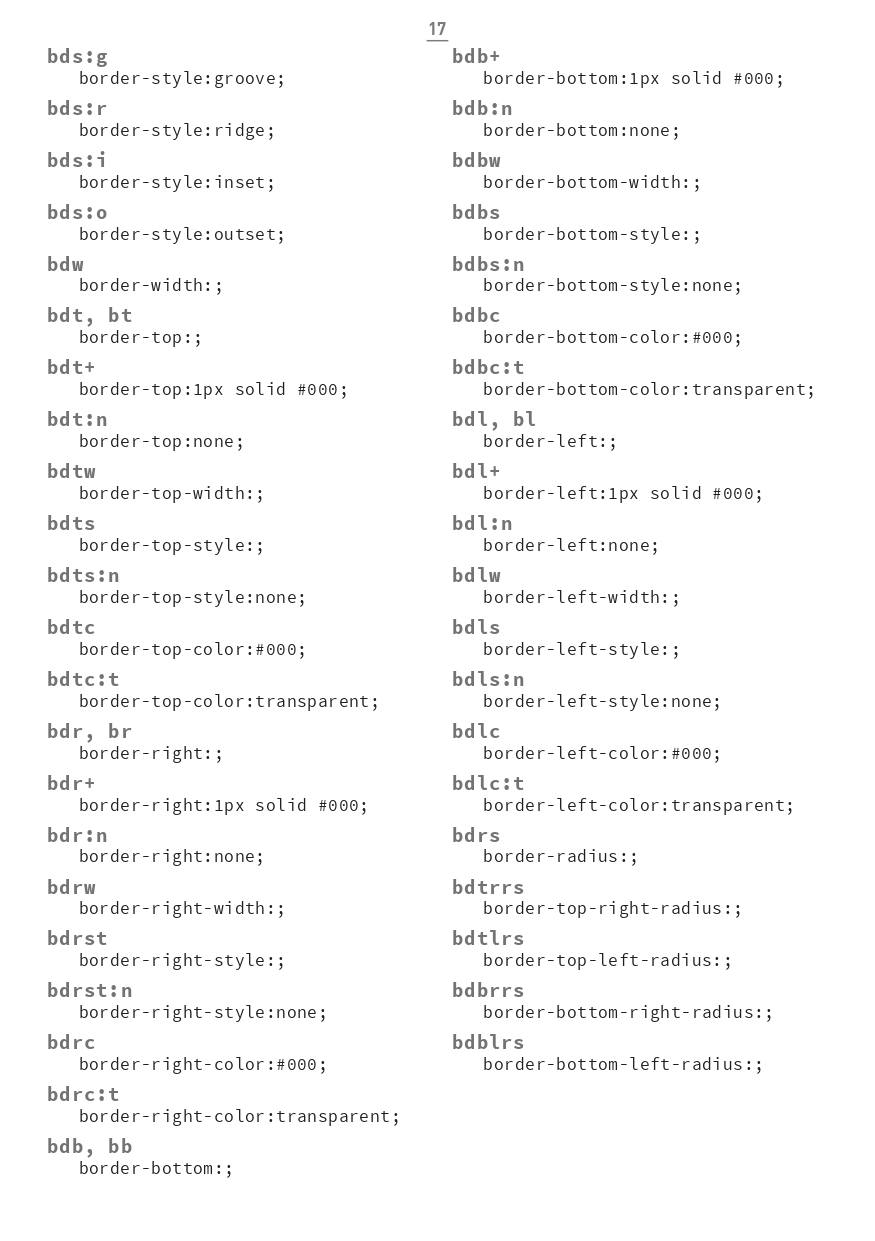 17
bds:g
border-style:groove;
bds:r
border-style:ridge;
bds:i
border-style:inset;
bds:o
border-style:outset;
bdw
border-width:;
bdt, bt
border-top:;
bdt+
border-top:1px solid #000;
bdt:n
border-top:none;
bdtw
border-top-width:;
bdts
border-top-style:;
bdts:n
border-top-style:none;
bdtc
border-top-color:#000;
bdtc:t
border-top-color:transparent;
bdr, br
border-right:;
bdr+
border-right:1px solid #000;
bdr:n
border-right:none;
bdrw
border-right-width:;
bdrst
border-right-style:;
bdrst:n
border-right-style:none;
bdrc
border-right-color:#000;
bdrc:t
border-right-color:transparent;
bdb, bb
border-bottom:;
bdb+
border-bottom:1px solid #000;
bdb:n
border-bottom:none;
bdbw
border-bottom-width:;
bdbs
border-bottom-style:;
bdbs:n
border-bottom-style:none;
bdbc
border-bottom-color:#000;
bdbc:t
border-bottom-color:transparent;
bdl, bl
border-left:;
bdl+
border-left:1px solid #000;
bdl:n
border-left:none;
bdlw
border-left-width:;
bdls
border-left-style:;
bdls:n
border-left-style:none;
bdlc
border-left-color:#000;
bdlc:t
border-left-color:transparent;
bdrs
border-radius:;
bdtrrs
border-top-right-radius:;
bdtlrs
border-top-left-radius:;
bdbrrs
border-bottom-right-radius:;
bdblrs
border-bottom-left-radius:;